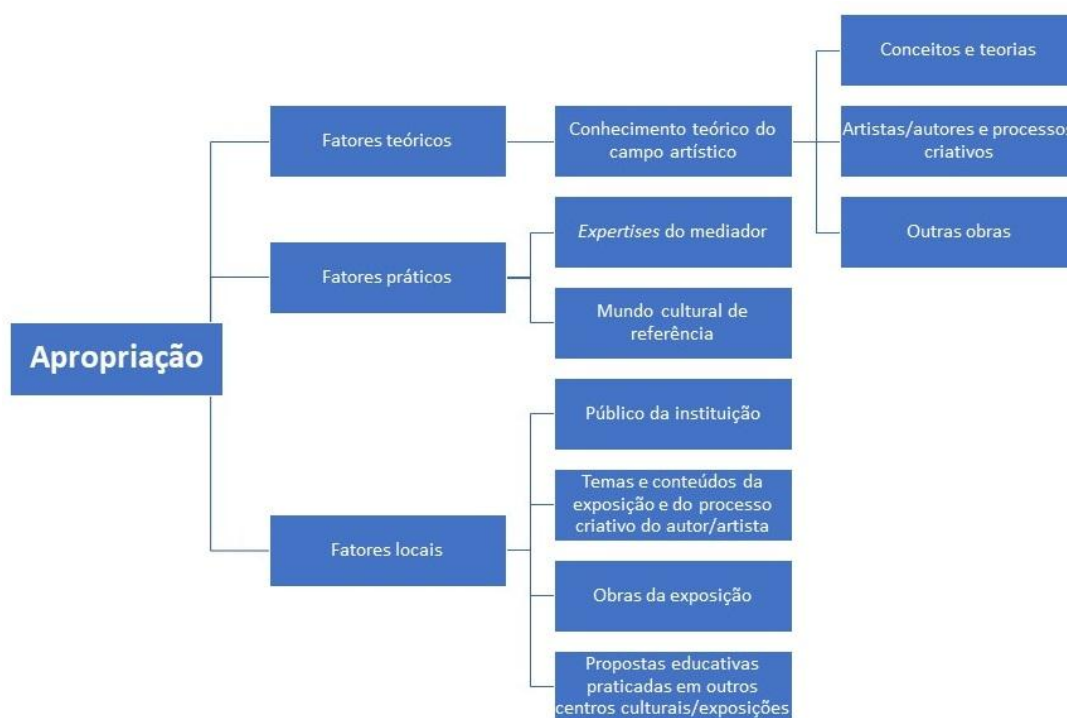 Apropriação
Fatores teóricos
Conhecimento teórico do
campo artístico
Conceitos e teorias
Artistas/autores e processos
criativos
Outras obras
Fatores práticos
Expertises do mediador
Mundo cultural de
referência
Fatores locais
Público da instituição
Temas e conteúdos da
exposição e do processo
criativo do autor/artista
Obras da exposição
Propostas educativas
praticadas em outros
centros culturais/exposições